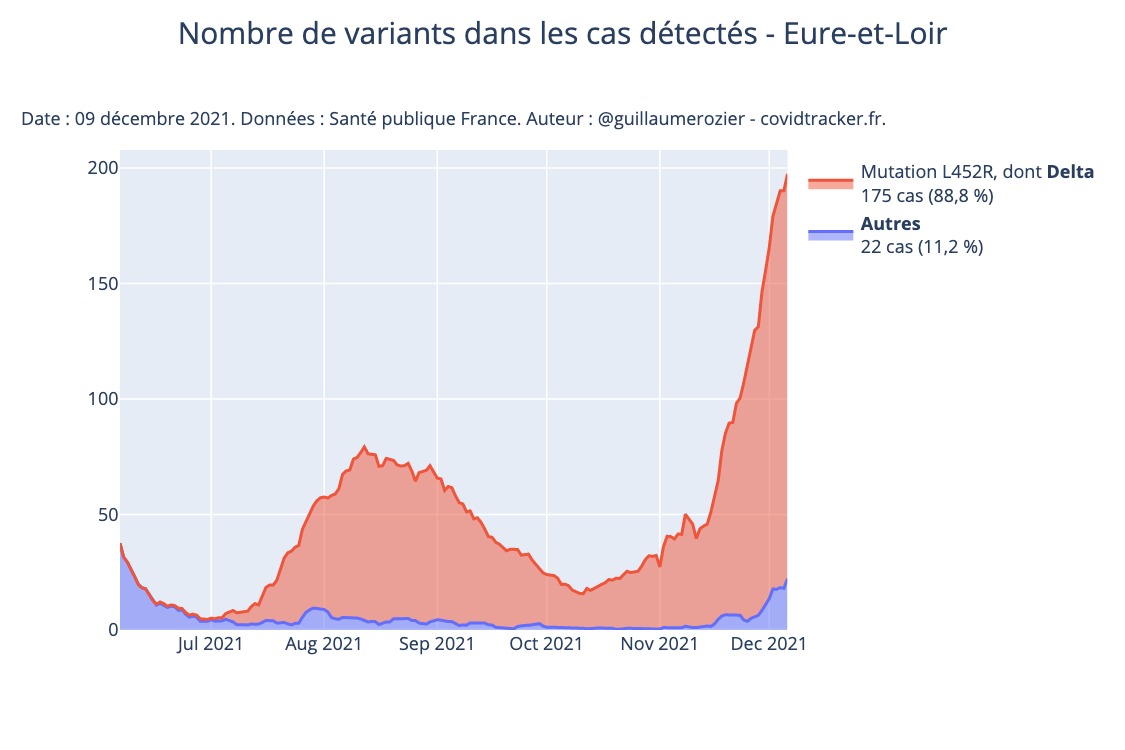 Nombre de variants dans les cas détectés - Eure-et-Loir
Date : 09 décembre 2021. Données : Santé publique France. Auteur : @guillaumerozier - covidtracker.fr.
200
150
100
50
0
Jul 2021 Aug 2021 Sep 2021 Oct 2021 Nov 2021 Dec 2021
Mutation L452R, dont Delta
175 cas (88,8 %)
Autres
22 cas (11,2 %)